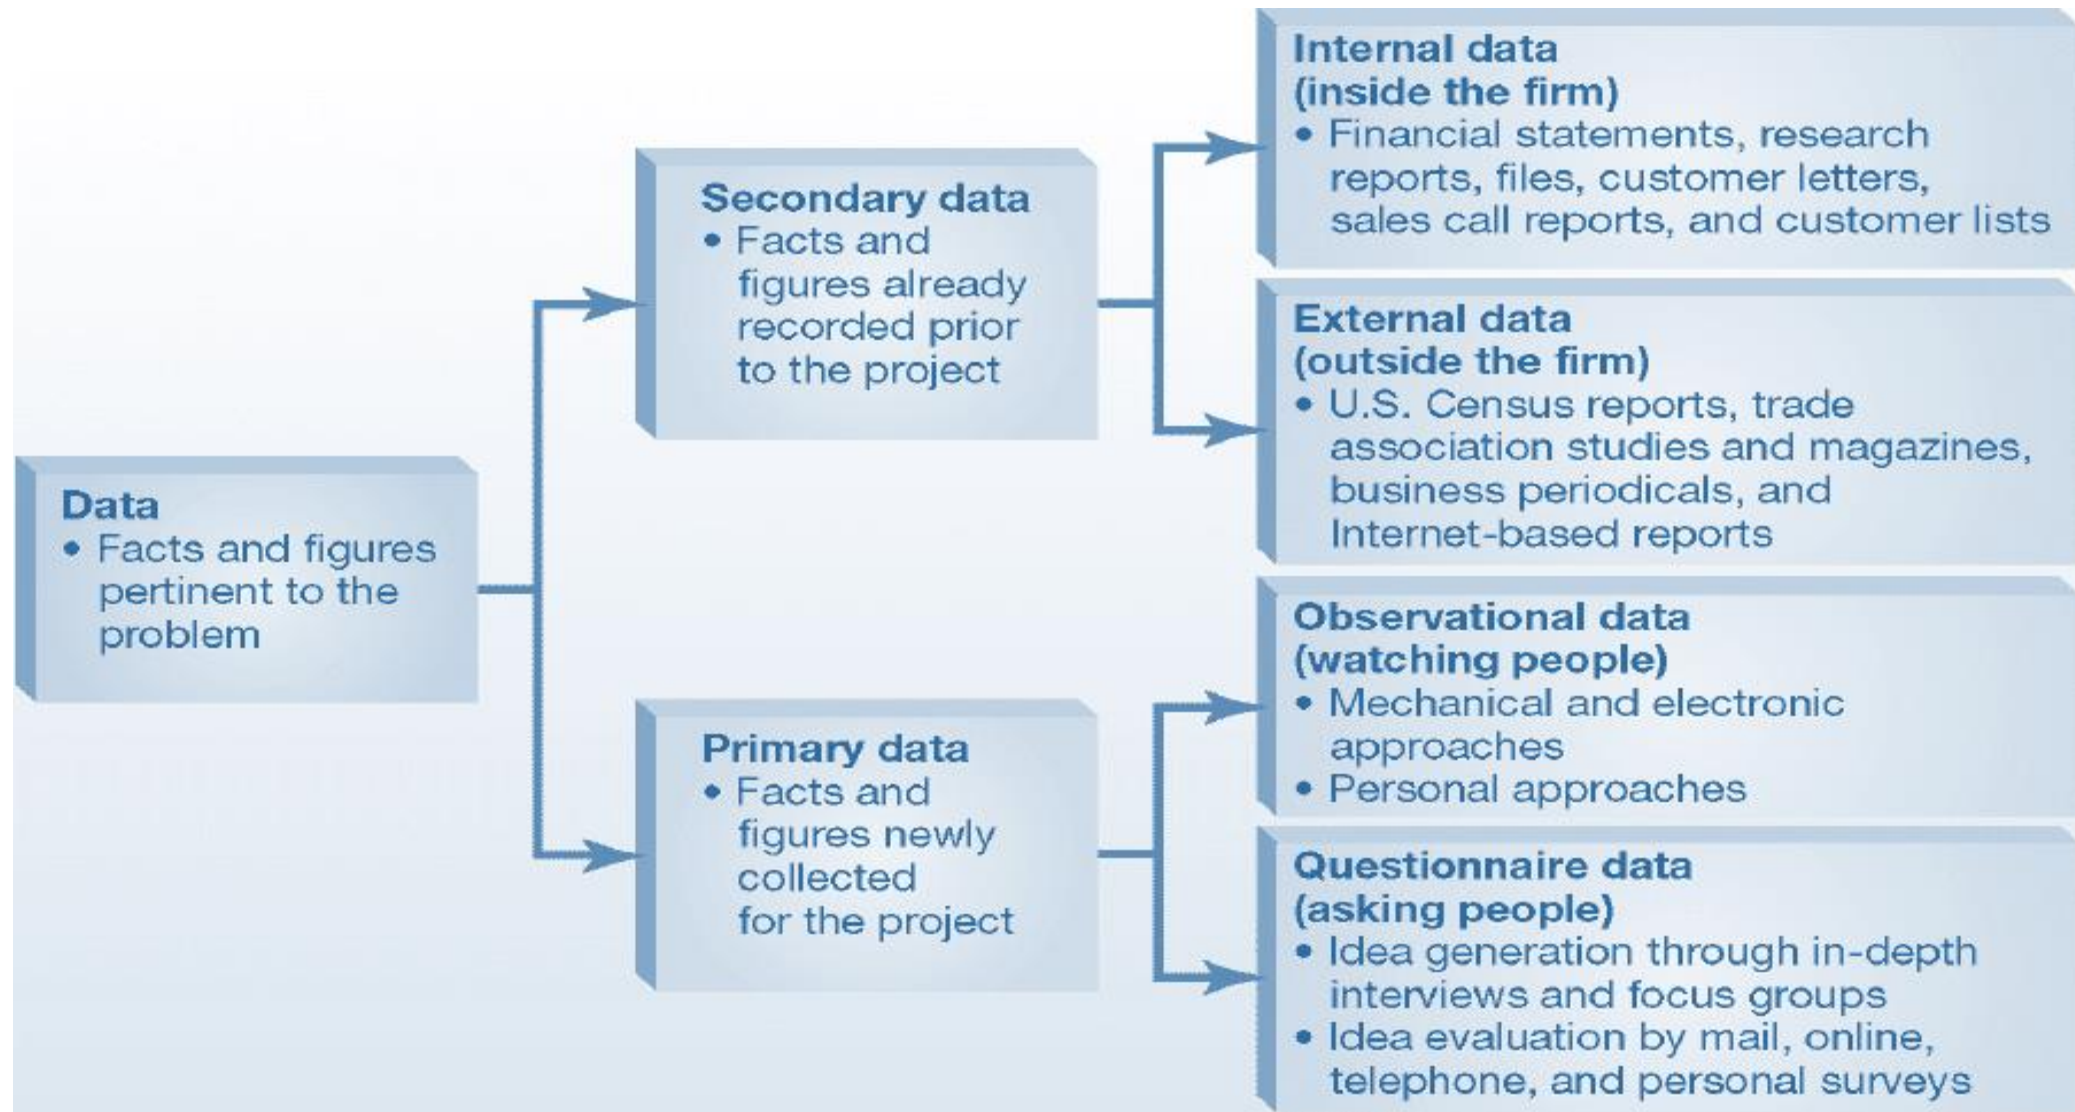 Data
• Facts and figures
pertinent to the
problem
Secondary data
• Facts and
figures already
recorded prior
to the project
Primary data
• Facts and
figures newly
collected
for the project
Internal data
(inside the firm)
• Financial statements, research
reports, files, customer letters,
sales call reports, and customer lists
External data
(outside the firm)
• U.S. Census reports, trade
association studies and magazines,
business periodicals, and
Internet-based reports
Observational data
(watching people)
• Mechanical and electronic
approaches
• Personal approaches
Questionnaire data
(asking people)
• Idea generation through in-depth
interviews and focus groups
• Idea evaluation by mail, online,
telephone, and personal surveys